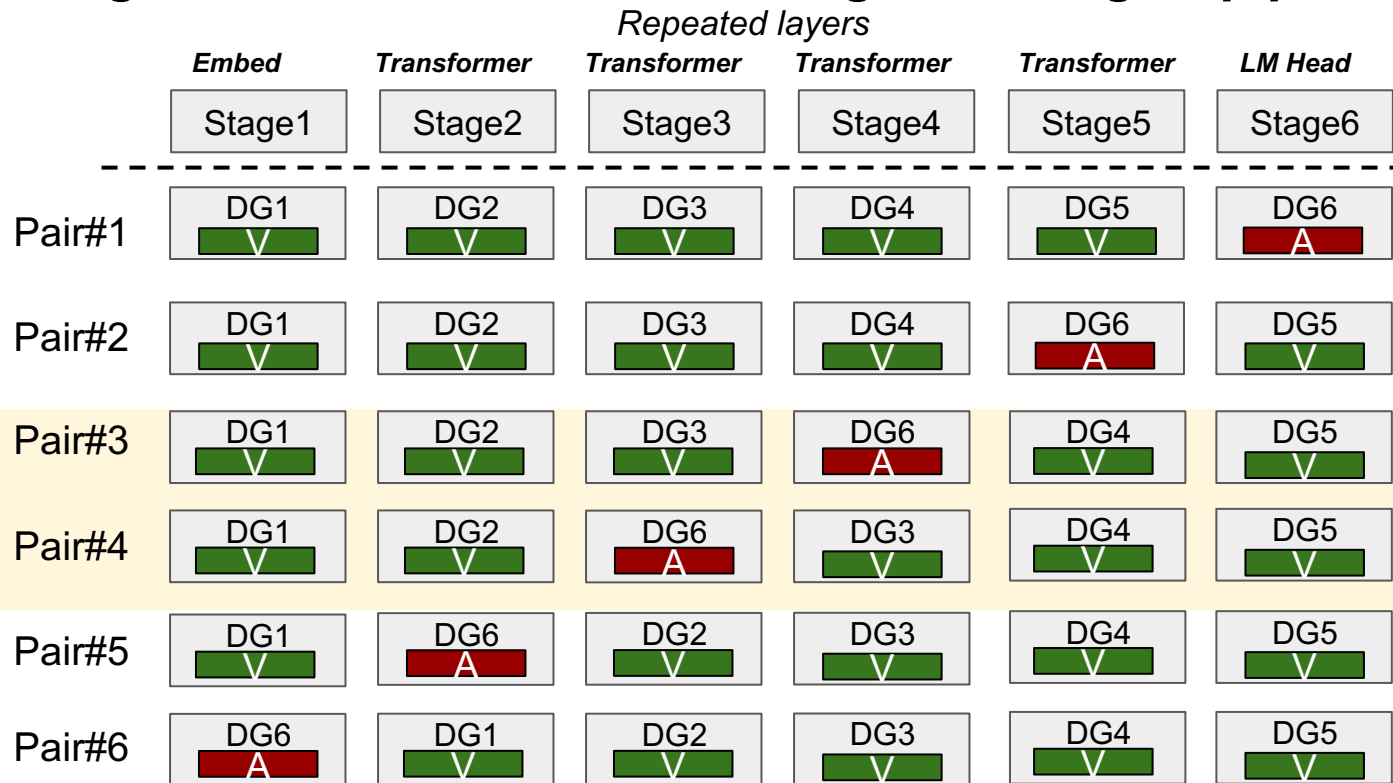 Repeated layers
Embed Transformer Transformer Transformer Transformer LM Head
Stage1 Stage2 Stage3 Stage4 Stage5 Stage6
Pair#1 DG1 DG2 DG3 DG4 DG5 DG6
V V V V V A
Pair#2 DG1 DG2 DG3 DG4 DG6 DG5
V V V V A V
Pair#3 DG1 DG2 DG3 DG6 DG4 DG5
V V V A V V
Pair#4 DG1 DG2 DG6 DG3 DG4 DG5
V V A V V V
Pair#5 DG1 DG6 DG2 DG3 DG4 DG5
V A V V V V
Pair#6 DG6 DG1 DG2 DG3 DG4 DG5
A V V V V V